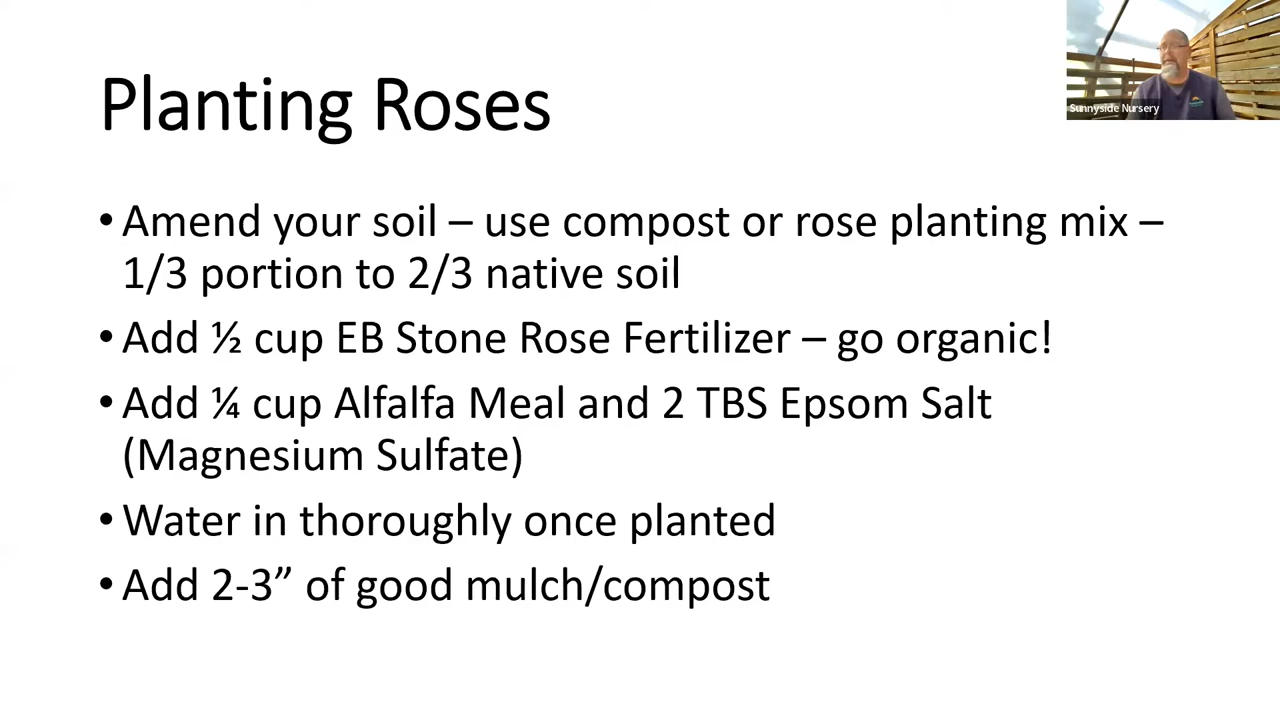 Planting Roses
Sunnyside Nursery
• Amend your soil – use compost or rose planting mix –
1/3 portion to 2/3 native soil
• Add ½ cup EB Stone Rose Fertilizer – go organic!
• Add ¼ cup Alfalfa Meal and 2 TBS Epsom Salt
(Magnesium Sulfate)
• Water in thoroughly once planted
• Add 2-3” of good mulch/compost